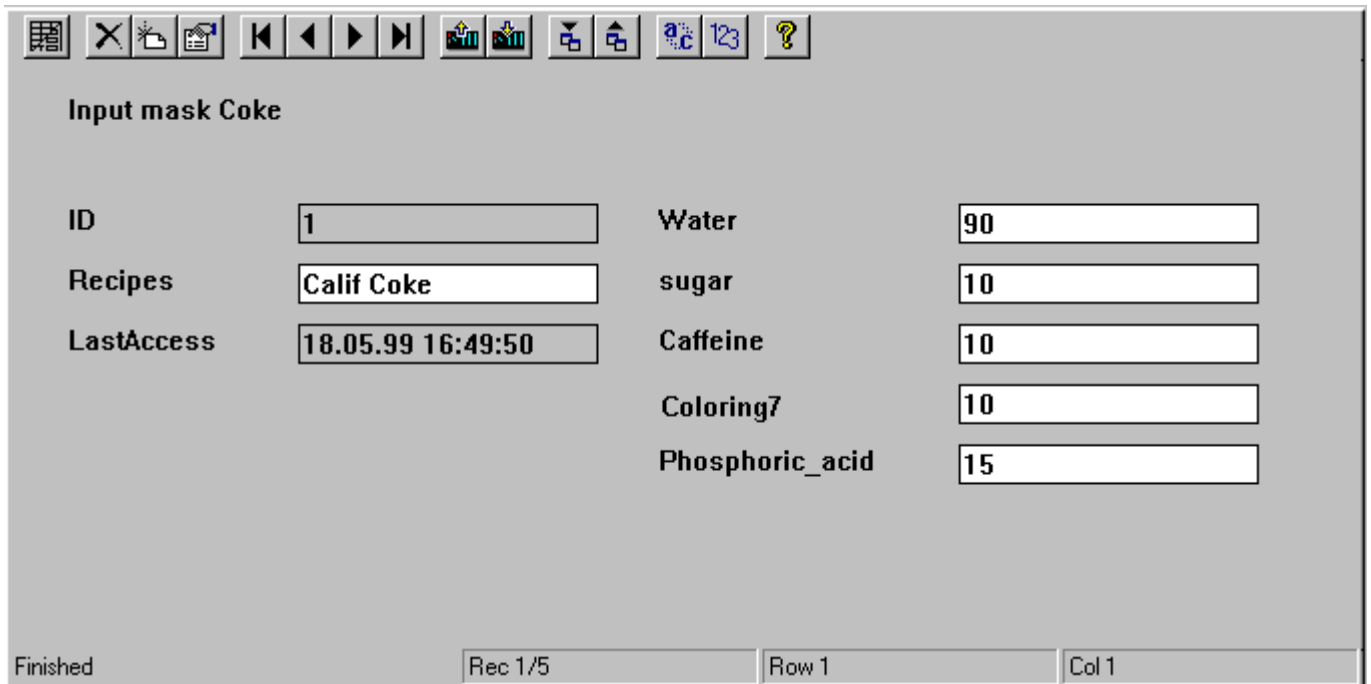 a c 123 ?
Input mask Coke
ID 1 Water 90
Recipes Calif Coke sugar 10
LastAccess 18.05.99 16:49:50 Caffeine 10
Coloring7 10
Phosphoric_acid 15
Finished Rec 1/5 Row 1 Col 1